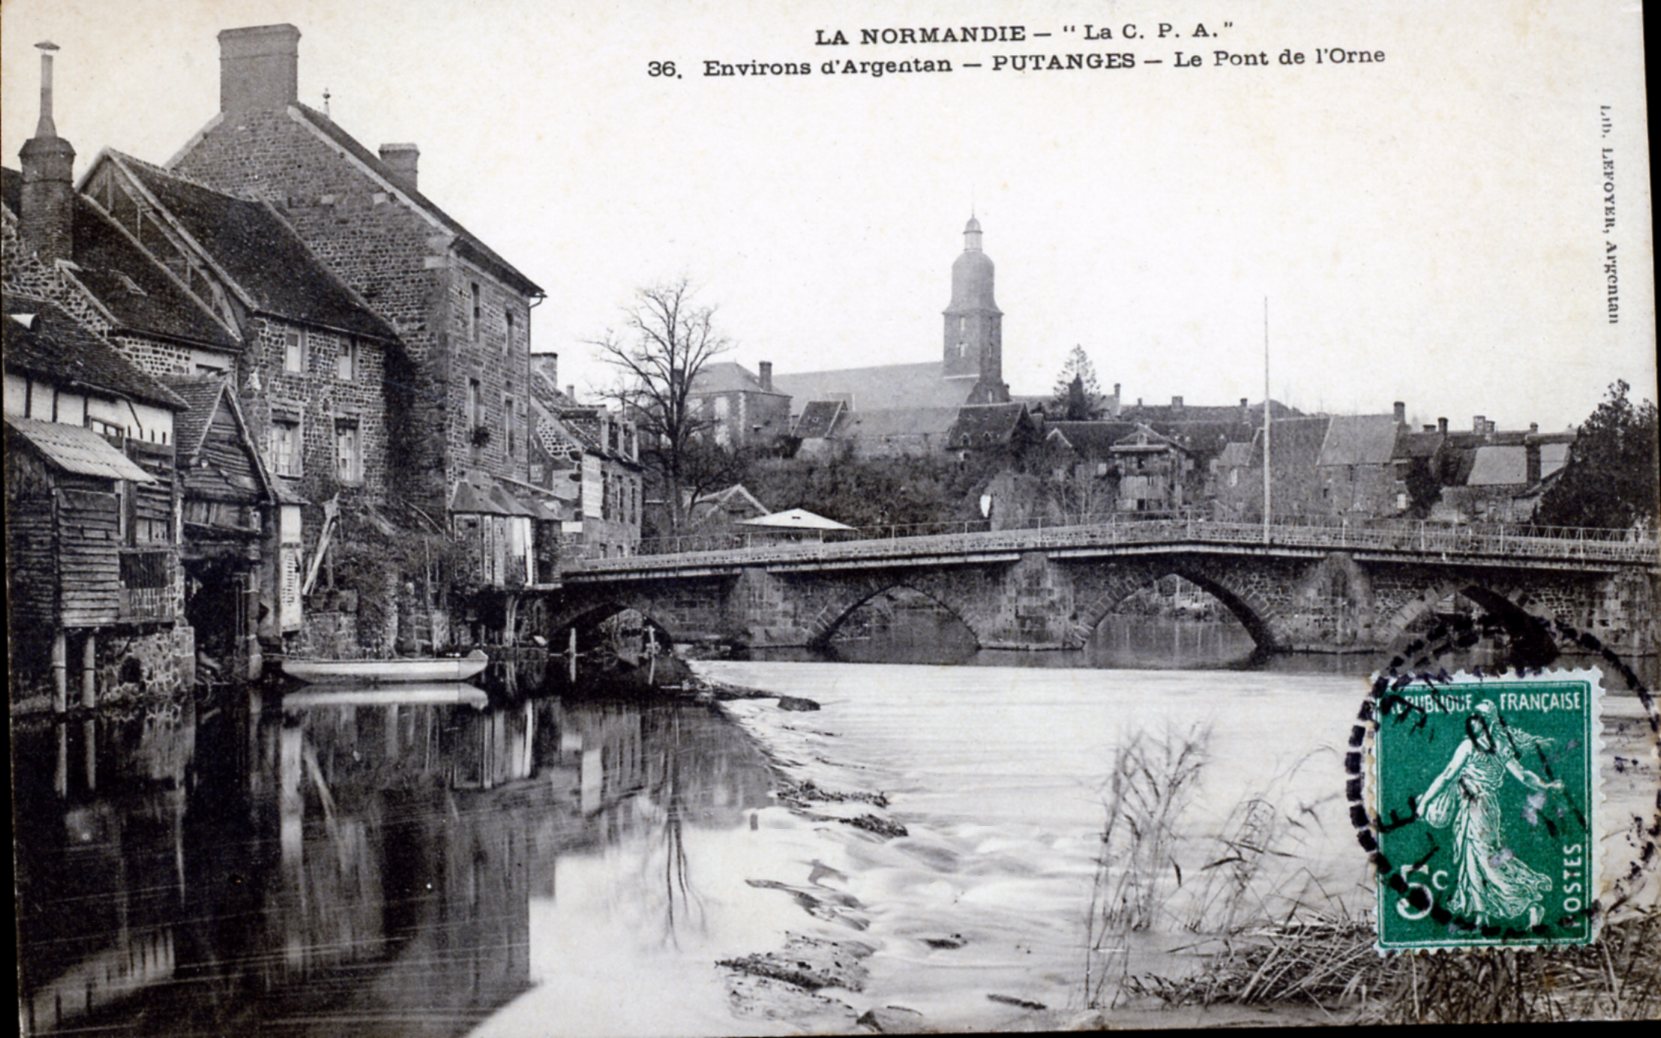 LA NORMANDIE — " La C. P. A. "
36. Environs d'Argentan — PUTANGES — Le Pont de l'Orne
Lib. LEFOYER, Argentan
RÉPUBLIQUE FRANÇAISE
5c
POSTES